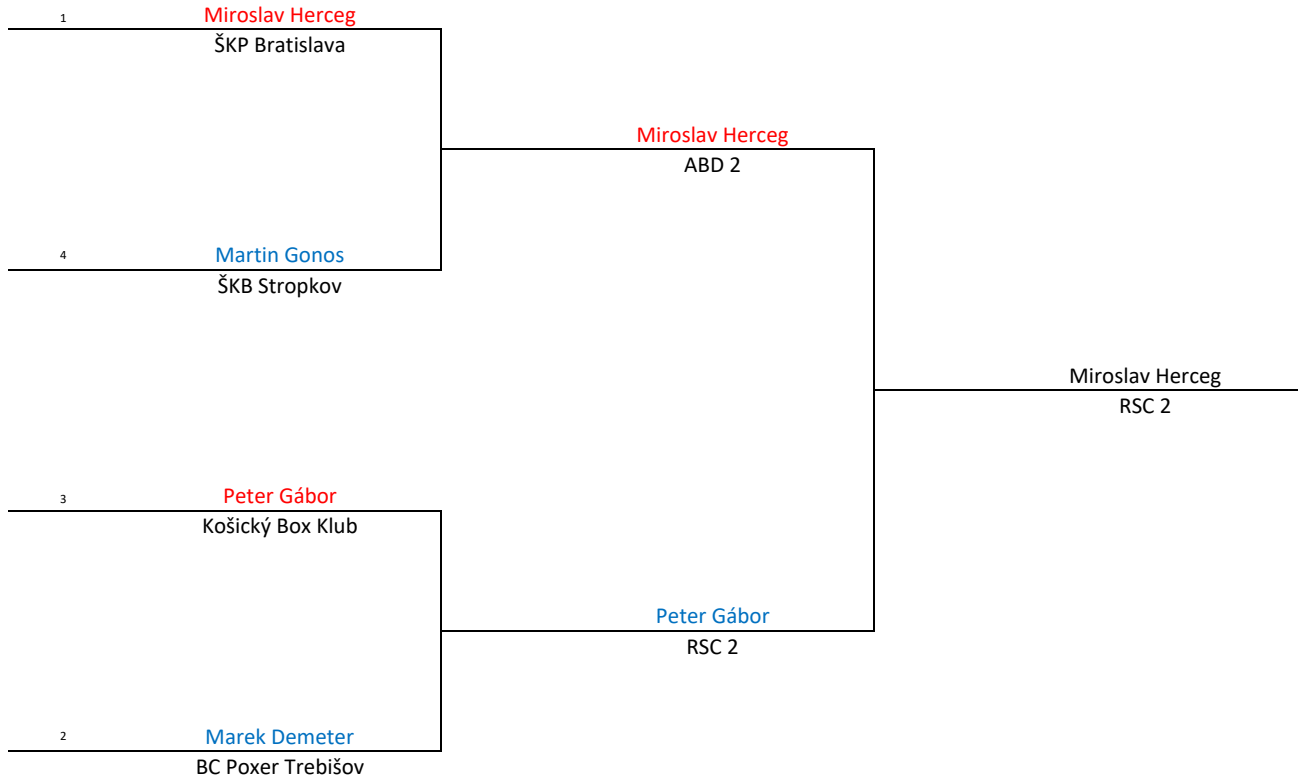 1 Miroslav Herceg
ŠKP Bratislava
Miroslav Herceg
ABD 2
4 Martin Gonos
ŠKB Stropkov
Miroslav Herceg
RSC 2
3 Peter Gábor
Košický Box Klub
Peter Gábor
RSC 2
2 Marek Demeter
BC Poxer Trebišov